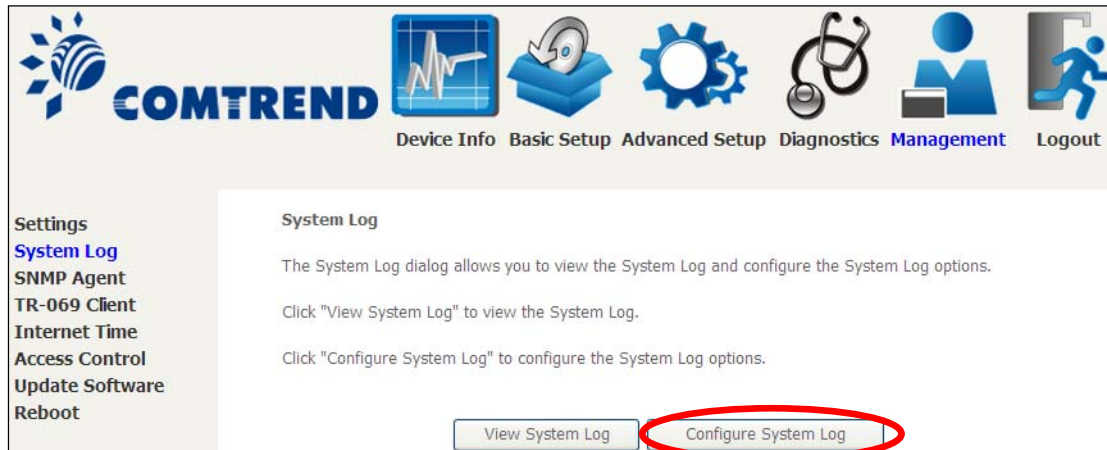 COMTREND
Device Info Basic Setup Advanced Setup Diagnostics Management Logout
Settings
System Log
SNMP Agent
TR-069 Client
Internet Time
Access Control
Update Software
Reboot
System Log
The System Log dialog allows you to view the System Log and configure the System Log options.
Click "View System Log" to view the System Log.
Click "Configure System Log" to configure the System Log options.
View System Log Configure System Log